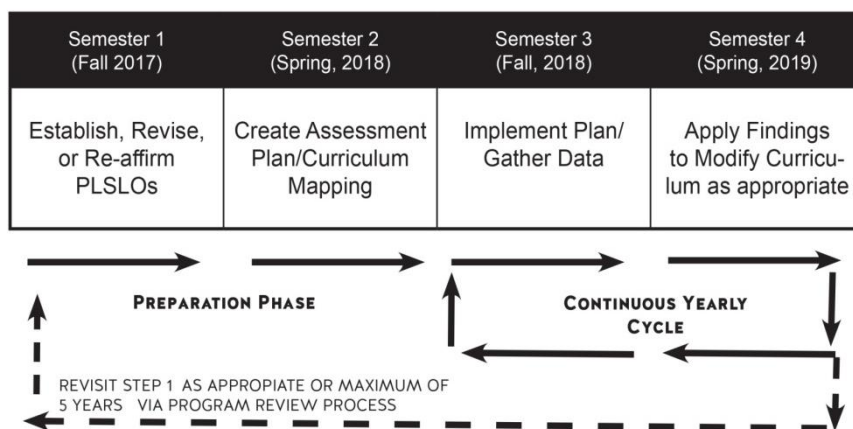 Semester 1
(Fall 2017)
Semester 2
(Spring, 2018)
Semester 3
(Fall, 2018)
Semester 4
(Spring, 2019)
Establish, Revise,
or Re-affirm
PLSLOs
Create Assessment
Plan/Curriculum
Mapping
Implement Plan/
Gather Data
Apply Findings
to Modify Curricu-
lum as appropriate
PREPARATION PHASE
CONTINUOUS YEARLY
CYCLE
REVISIT STEP 1 AS APPROPIATE OR MAXIMUM OF
5 YEARS VIA PROGRAM REVIEW PROCESS